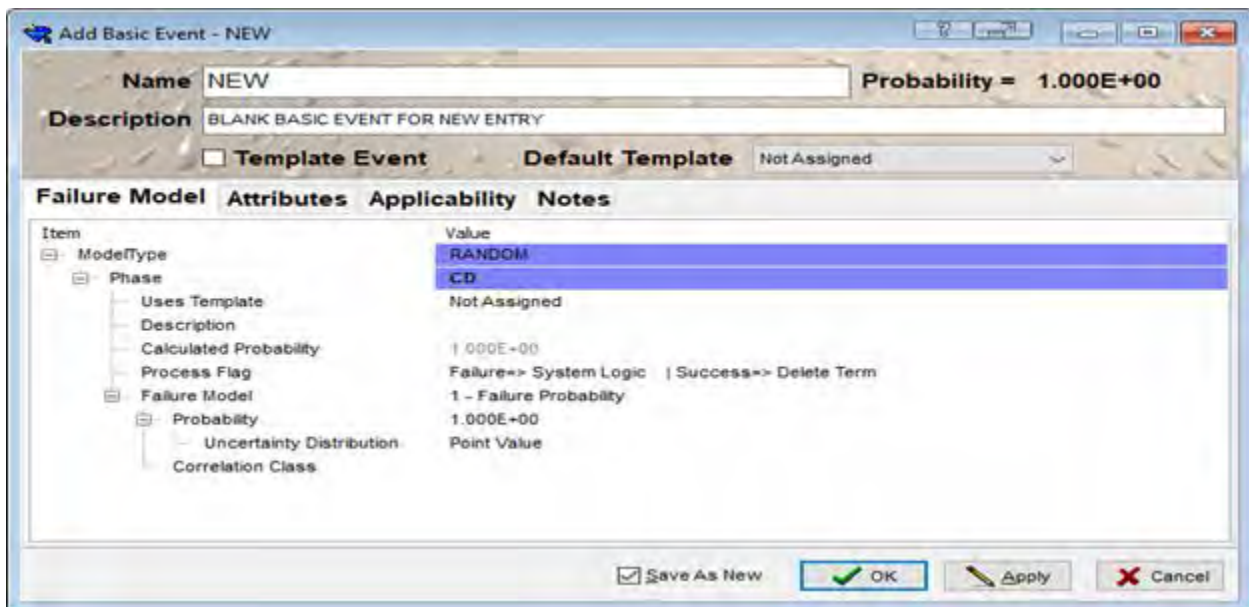 Add Basic Event - NEW
Name NEW Probability = 1.000E+00
Description BLANK BASIC EVENT FOR NEW ENTRY
Template Event Default Template Not Assigned
Failure Model Attributes Applicability Notes
Item Value
ModelType RANDOM
Phase CD
Uses Template Not Assigned
Description
Calculated Probability 1.000E+00
Process Flag Failure=> System Logic | Success=> Delete Term
Failure Model 1 - Failure Probability
Probability 1.000E+00
Uncertainty Distribution Point Value
Correlation Class
Save As New OK Apply Cancel